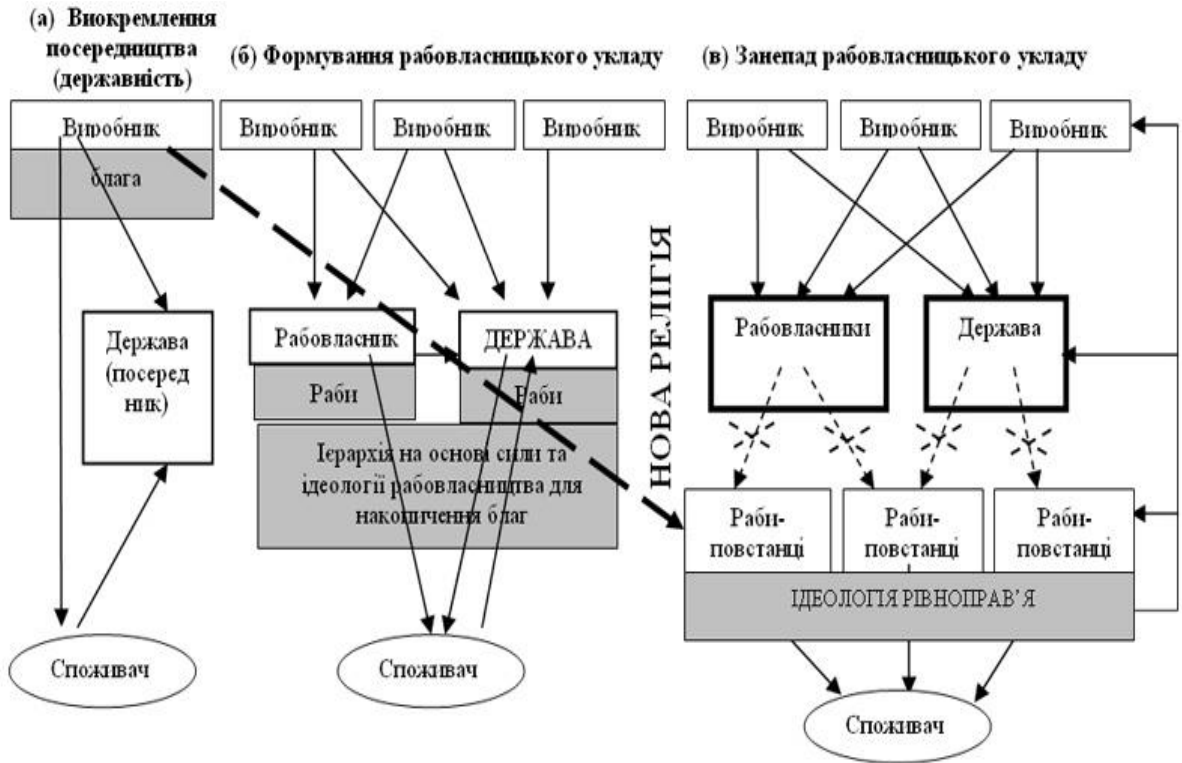 (а) Виокремлення
посередництва
(державність)
(б) Формування рабовласницького укладу
(в) Занепад рабовласницького укладу
Виробник
блага
Держава
(посеред
ник)
Споживач
Виробник
Виробник
Виробник
Рабовласник
ДЕРЖАВА
Раби
Раби
Ієрархія на основі сили та
ідеології рабовласництва для
накопичення благ
Споживач
НОВА РЕЛІГІЯ
Виробник
Виробник
Виробник
Рабовласники
Держава
Раби-
повстанці
Раби-
повстанці
Раби-
повстанці
ІДЕОЛОГІЯ РІВНОПРАВ’Я
Споживач